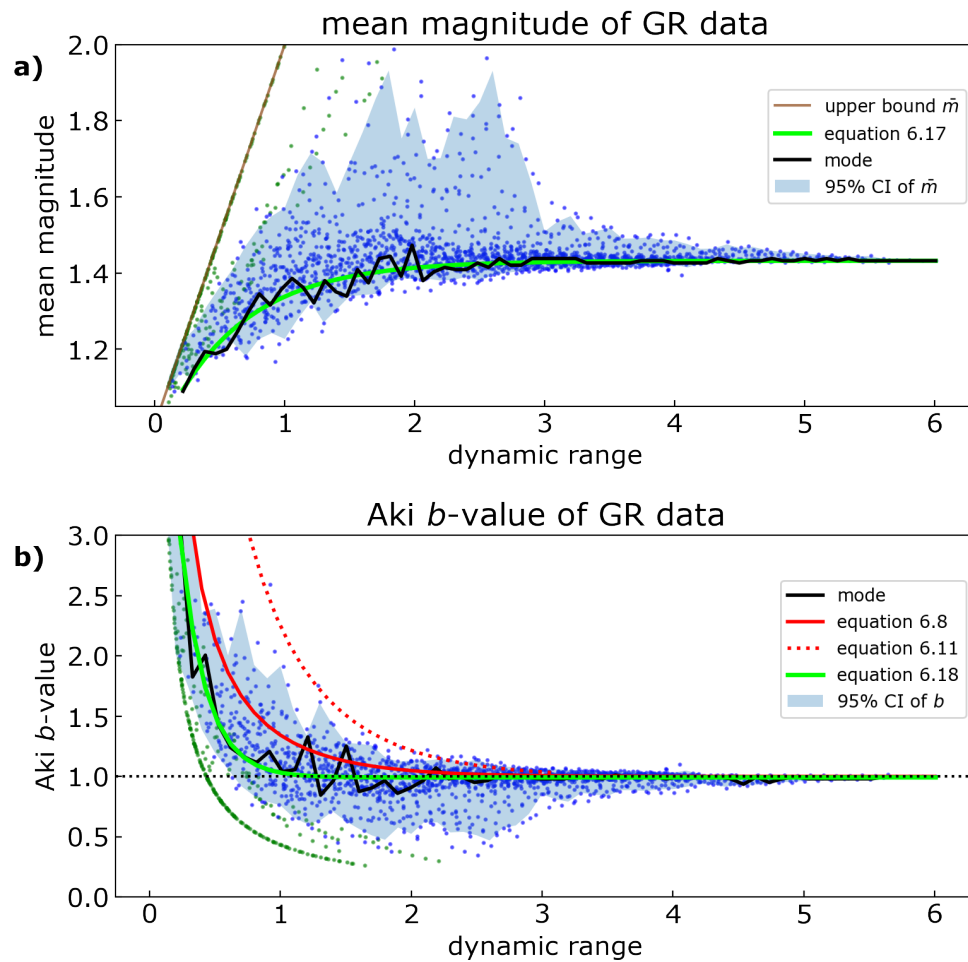 mean magnitude of GR data
a)
2.0
1.8
1.6
1.4
1.2
mean magnitude
upper bound m̄
equation 6.17
mode
95% CI of m̄
0 1 2 3 4 5 6
dynamic range
Aki b-value of GR data
b)
3.0
2.5
2.0
1.5
1.0
0.5
0.0
Aki b-value
mode
equation 6.8
equation 6.11
equation 6.18
95% CI of b
0 1 2 3 4 5 6
dynamic range